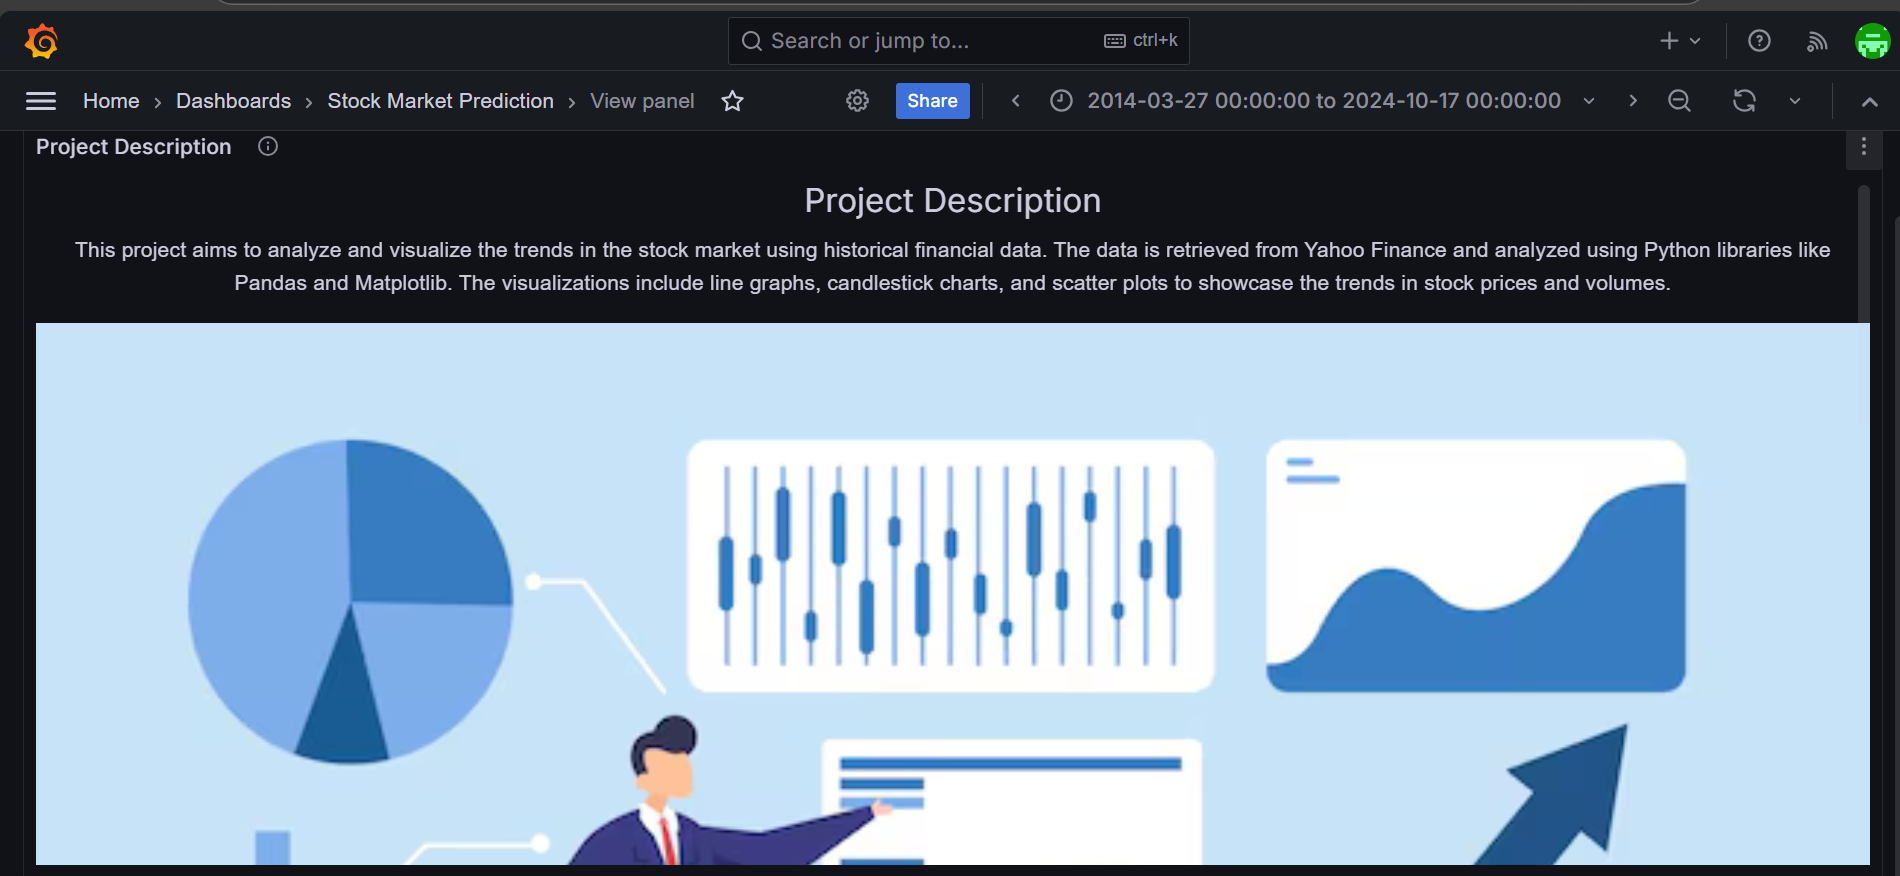 Search or jump to...
ctrl+k
Home > Dashboards > Stock Market Prediction > View panel
Share
2014-03-27 00:00:00 to 2024-10-17 00:00:00
Project Description
Project Description
This project aims to analyze and visualize the trends in the stock market using historical financial data. The data is retrieved from Yahoo Finance and analyzed using Python libraries like
Pandas and Matplotlib. The visualizations include line graphs, candlestick charts, and scatter plots to showcase the trends in stock prices and volumes.